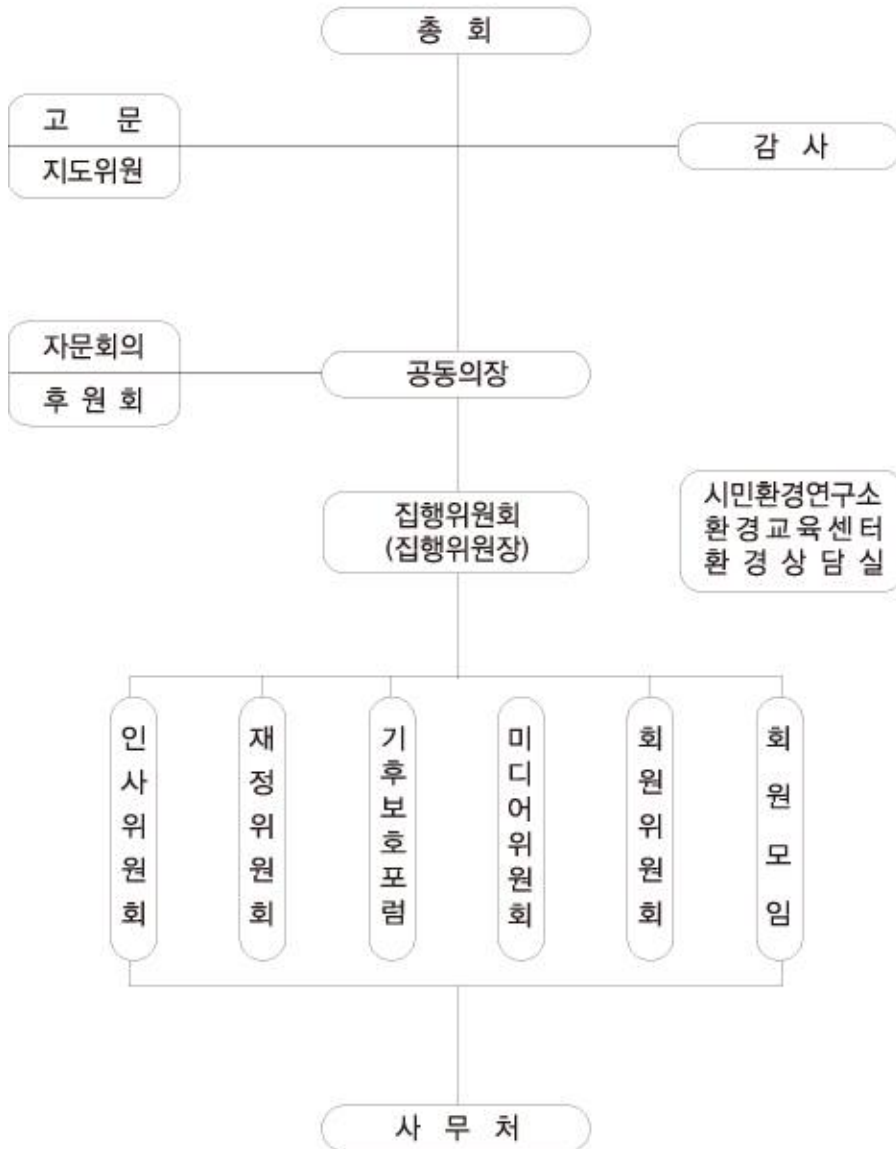 총 회
고 문
지도위원
감 사
자문회의
후 원 회
공동의장
집행위원회
(집행위원장)
시민환경연구소
환경교육센터
환 경 상 담 실
인사위원회
재정위원회
기후보호포럼
미디어위원회
회원위원회
회원모임
사 무 처